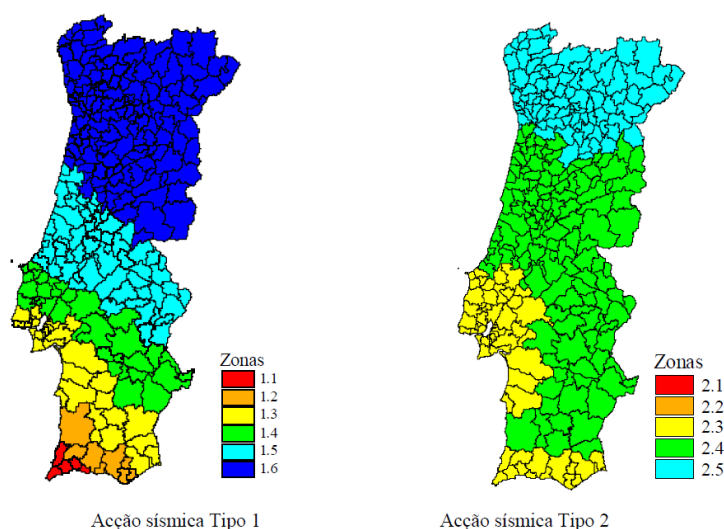 Zonas
1.1
1.2
1.3
1.4
1.5
1.6
Acção sísmica Tipo 1
Zonas
2.1
2.2
2.3
2.4
2.5
Acção sísmica Tipo 2